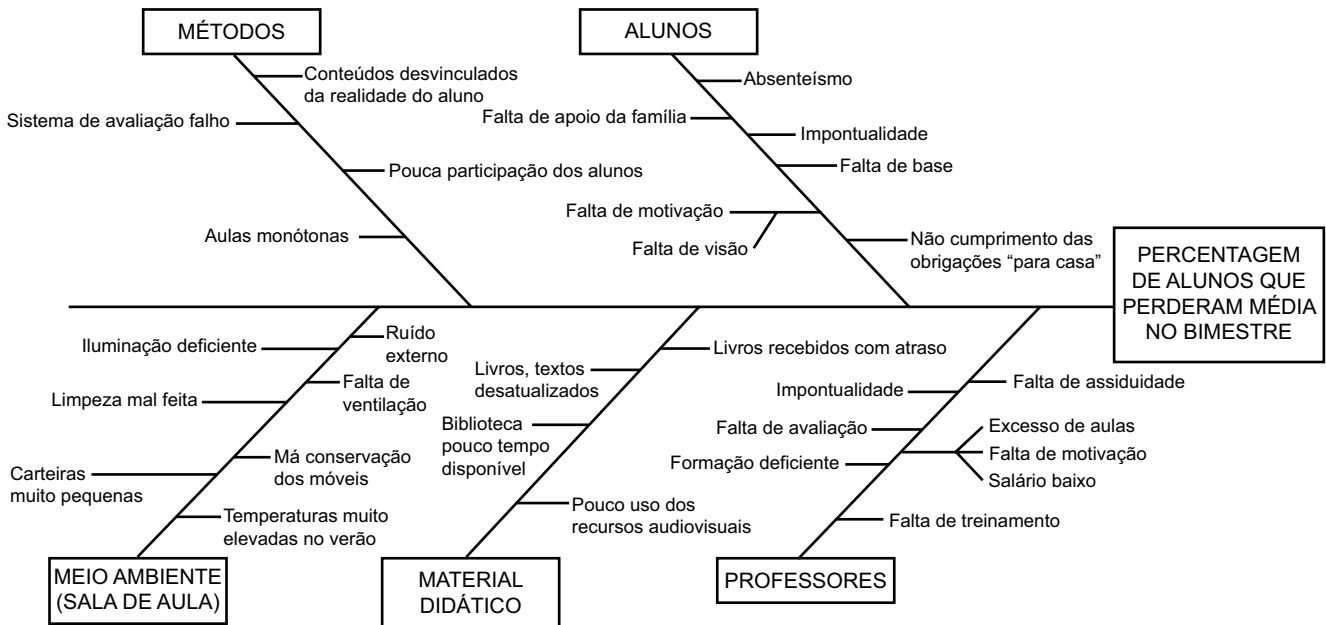 MÉTODOS
ALUNOS
Conteúdos desvinculados
da realidade do aluno
Sistema de avaliação falho
Pouca participação dos alunos
Aulas monótonas
Absenteísmo
Falta de apoio da família
Impontualidade
Falta de base
Falta de motivação
Falta de visão
Não cumprimento das
obrigações “para casa”
PERCENTAGEM
DE ALUNOS QUE
PERDERAM MÉDIA
NO BIMESTRE
Iluminação deficiente
Ruído
externo
Limpeza mal feita
Falta de
ventilação
Carteiras
muito pequenas
Má conservação
dos móveis
Temperaturas muito
elevadas no verão
MEIO AMBIENTE
(SALA DE AULA)
Livros recebidos com atraso
Livros, textos
desatualizados
Biblioteca
pouco tempo
disponível
Pouco uso dos
recursos audiovisuais
MATERIAL
DIDÁTICO
Falta de assiduidade
Impontualidade
Falta de avaliação
Excesso de aulas
Falta de motivação
Salário baixo
Formação deficiente
Falta de treinamento
PROFESSORES